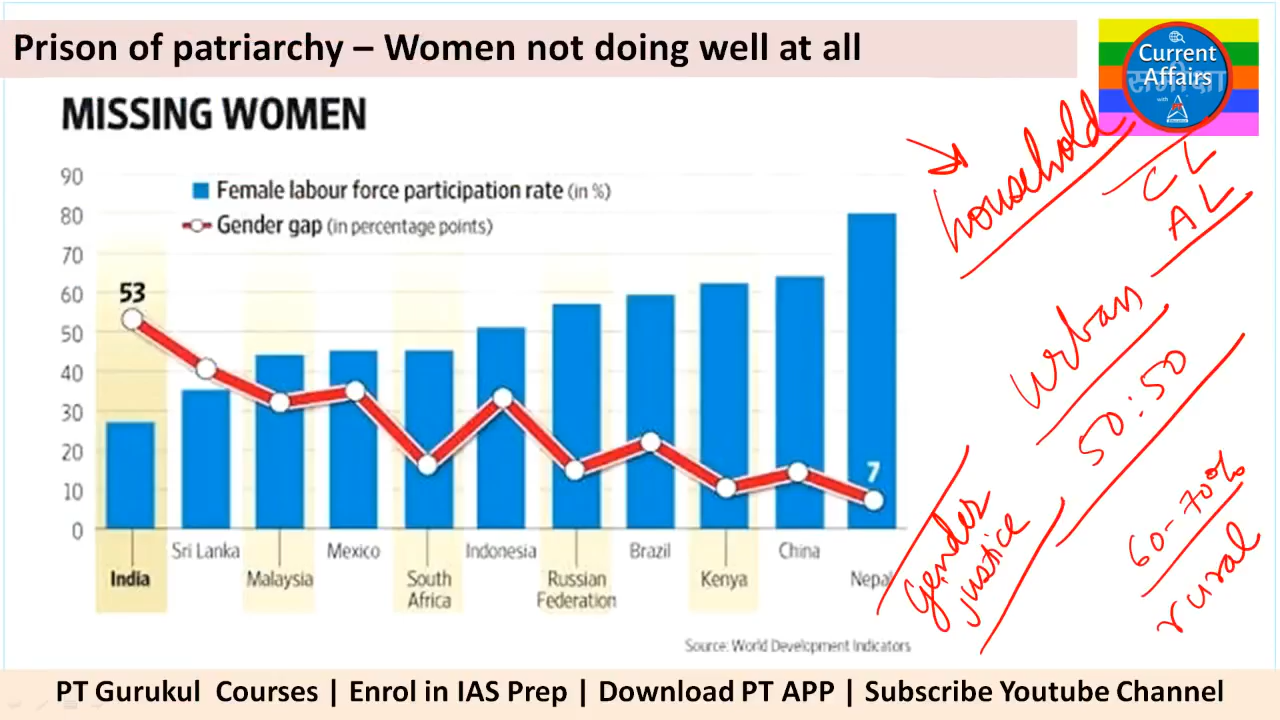 Prison of patriarchy – Women not doing well at all
Current
Affairs
with
MISSING WOMEN
Female labour force participation rate (in %)
Gender gap (in percentage points)
90
80
70
60
50
40
30
20
10
0
53
7
India
Sri Lanka
Malaysia
Mexico
South
Africa
Indonesia
Russian
Federation
Brazil
Kenya
China
Nepal
Source: World Development Indicators
household
CL
AL
urban
50:50
Gender
justice
60-70%
rural
PT Gurukul Courses | Enrol in IAS Prep | Download PT APP | Subscribe Youtube Channel